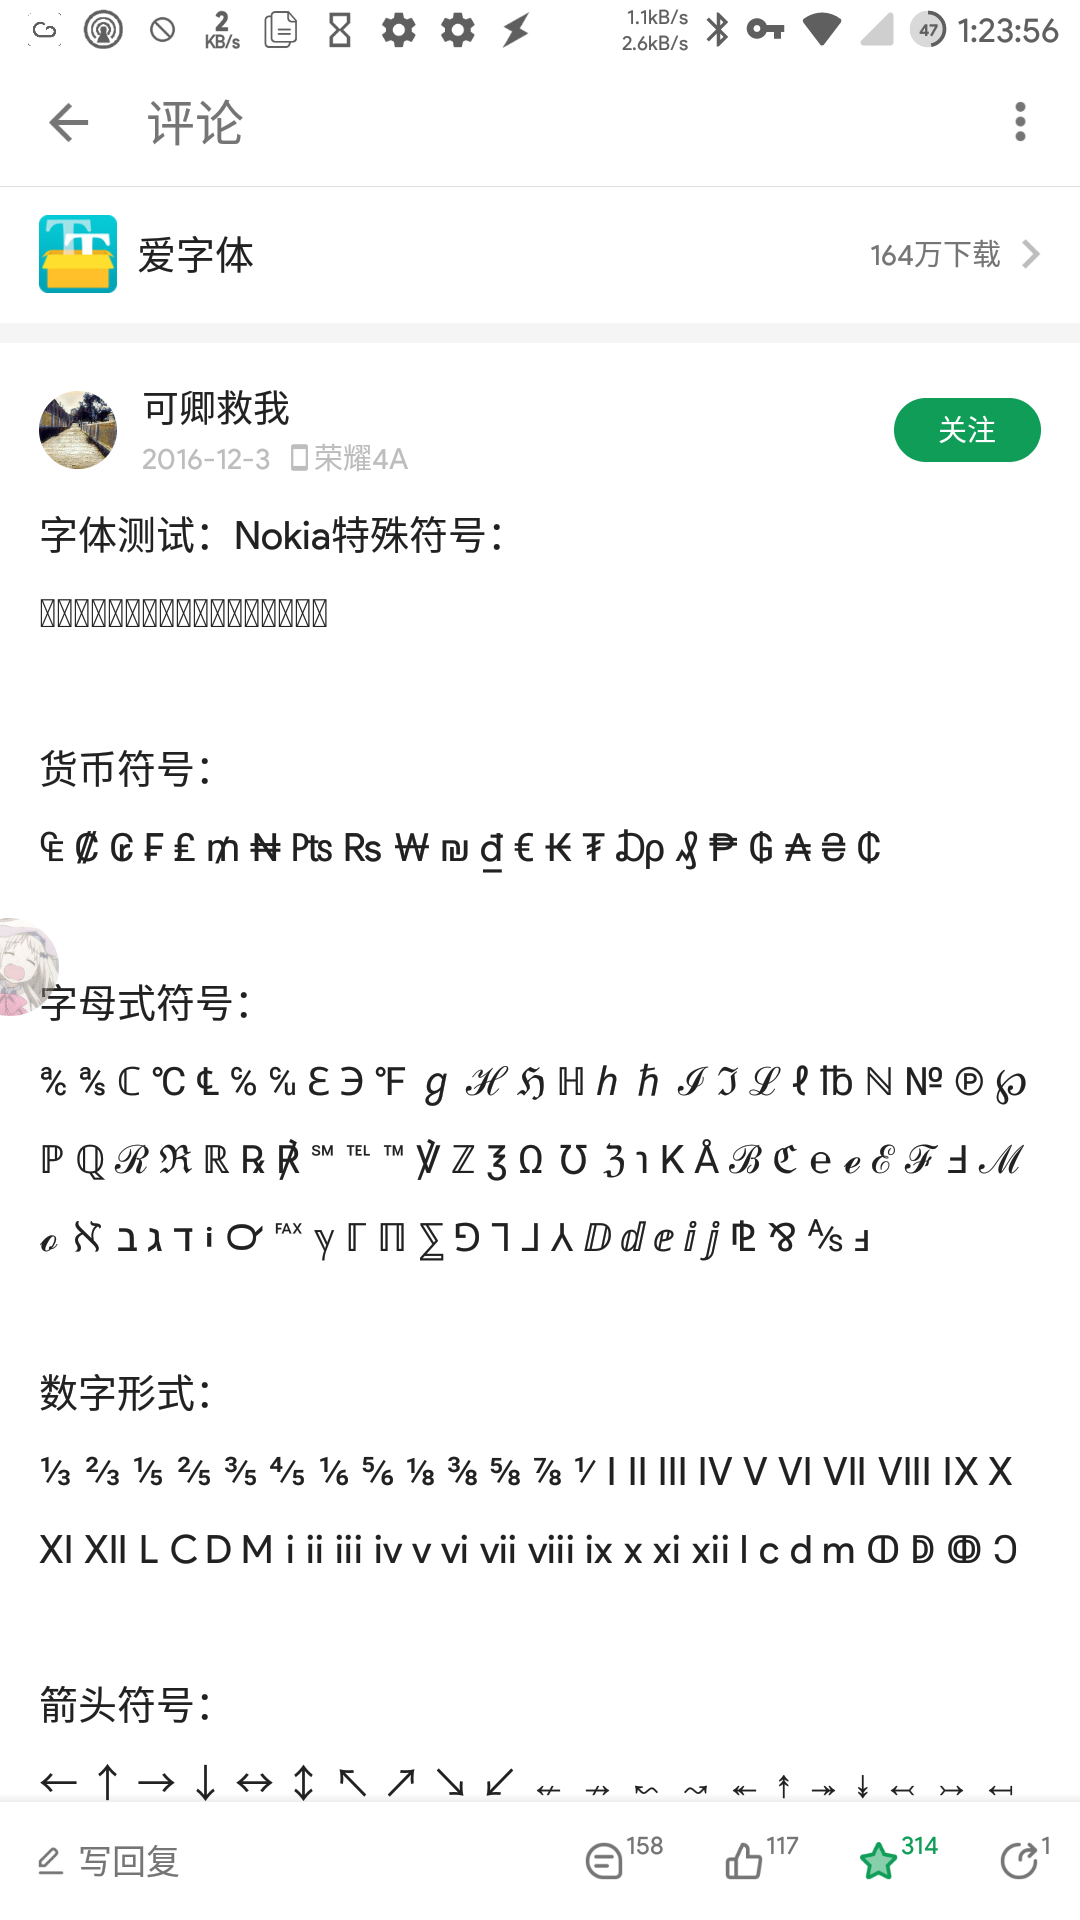 2 KB/s 1.1kB/s 2.6kB/s 47 1:23:56
评论
爱字体 164万下载
可卿救我 关注
2016-12-3 荣耀4A
字体测试：Nokia特殊符号：
货币符号：
₠ ₡ ₢ ₣ ₤ ₥ ₦ ₧ ₨ ₩ ₪ ₫ € ₭ ₮ ₯ ₰ ₱ ₲ ₳ ₴ ₵
字母式符号：
℀ ℁ ℂ ℃ ℄ ℅ ℆ ℇ ℈ ℉ ℊ ℋ ℌ ℍ ℎ ℏ ℐ ℑ ℒ ℓ ℔ ℕ № ℗ ℘
ℙ ℚ ℛ ℜ ℝ ℞ ℟ ℠ ℡ ™ ℣ ℤ ℥ Ω ℧ ℨ ℩ K Å ℬ ℭ ℮ ℯ ℰ ℱ Ⅎ ℳ
ℴ ℵ ℶ ℷ ℸ ℹ ℺ ℻ ℽ ℾ ℿ ⅀ ⅁ ⅂ ⅃ ⅄ ⅅ ⅆ ⅇ ⅈ ⅉ ⅊ ⅋ ⅍ ⅎ
数字形式：
⅓ ⅔ ⅕ ⅖ ⅗ ⅘ ⅙ ⅚ ⅛ ⅜ ⅝ ⅞ ⅟ Ⅰ Ⅱ Ⅲ Ⅳ Ⅴ Ⅵ Ⅶ Ⅷ Ⅸ Ⅹ
Ⅺ Ⅻ Ⅼ Ⅽ Ⅾ Ⅿ ⅰ ⅱ ⅲ ⅳ ⅴ ⅵ ⅶ ⅷ ⅸ ⅹ ⅺ ⅻ ⅼ ⅽ ⅾ ⅿ ↀ ↁ ↂ Ↄ
箭头符号：
← ↑ → ↓ ↔ ↕ ↖ ↗ ↘ ↙ ↚ ↛ ↜ ↝ ↞ ↟ ↠ ↡ ↢ ↣ ↤
写回复 158 117 314 1